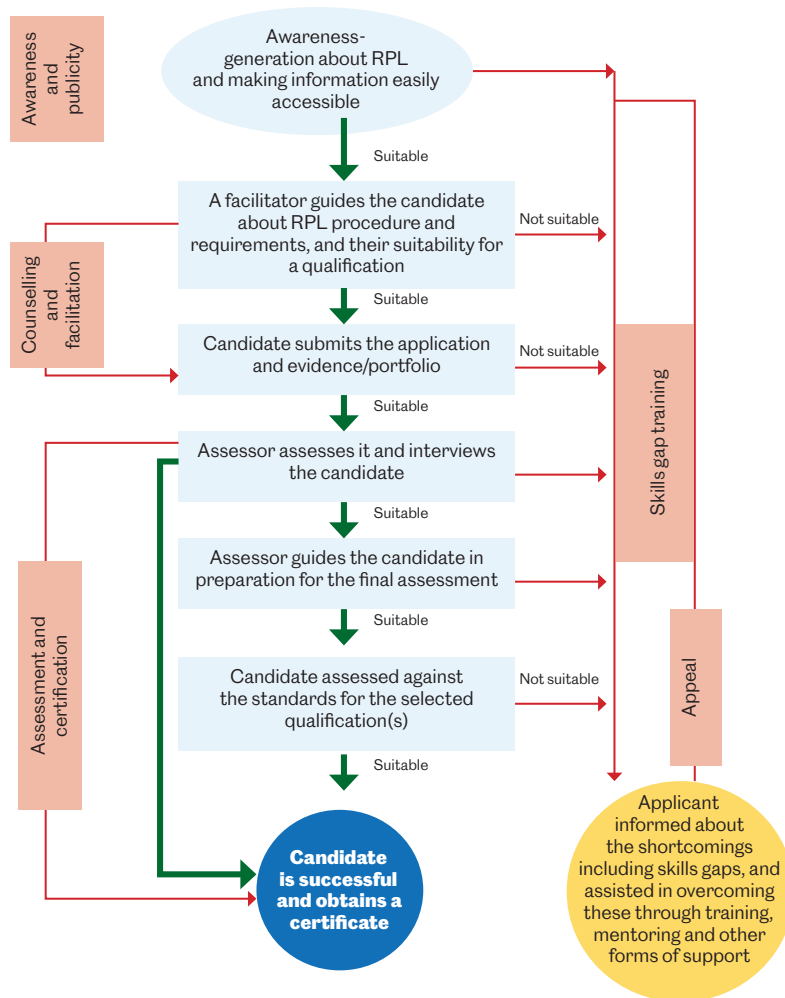 Awareness
and
publicity
Awareness-
generation about RPL
and making information easily
accessible
Suitable
A facilitator guides the candidate
about RPL procedure and
requirements, and their suitability for
a qualification
Not suitable
Counselling
and
facilitation
Suitable
Candidate submits the application
and evidence/portfolio
Not suitable
Suitable
Assessor assesses it and interviews
the candidate
Skills gap training
Suitable
Assessor guides the candidate in
preparation for the final assessment
Suitable
Assessment and
certification
Candidate assessed against
the standards for the selected
qualification(s)
Not suitable
Appeal
Suitable
Candidate
is successful
and obtains a
certificate
Applicant
informed about
the shortcomings
including skills gaps, and
assisted in overcoming
these through training,
mentoring and other
forms of support